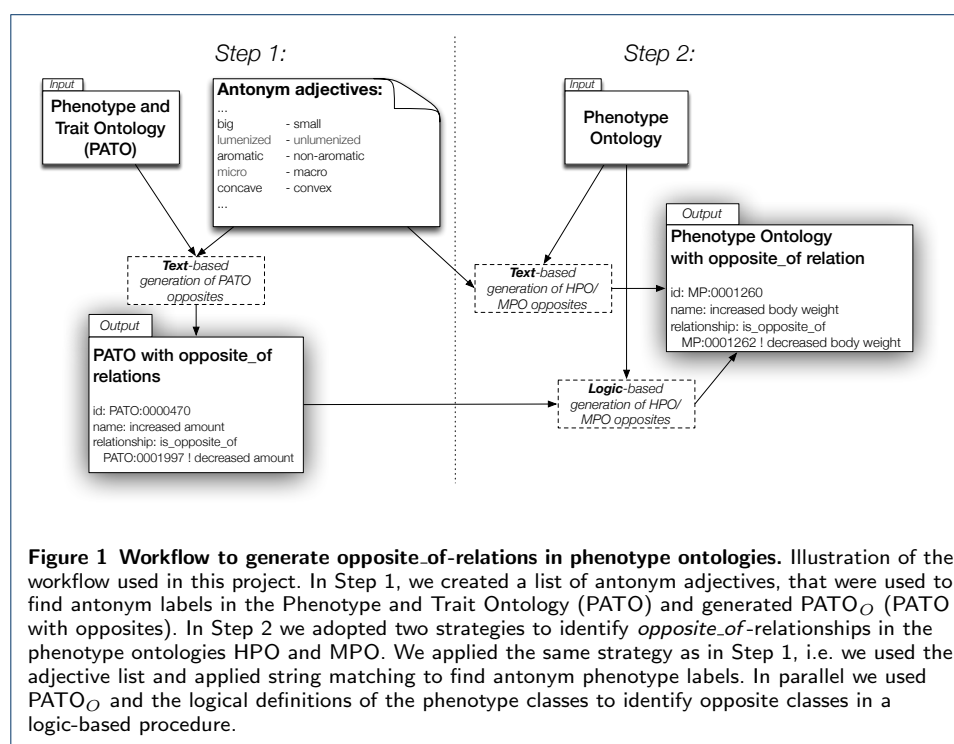 Step 1:
Step 2:
Input
Phenotype and
Trait Ontology
(PATO)
Antonym adjectives:
...
big - small
lumenized - unlumenized
aromatic - non-aromatic
micro - macro
concave - convex
...
Input
Phenotype
Ontology
Text-based
generation of PATO
opposites
Text-based
generation of HPO/
MPO opposites
Output
Phenotype Ontology
with opposite_of relation
id: MP:0001260
name: increased body weight
relationship: is_opposite_of
MP:0001262 ! decreased body weight
Output
PATO with opposite_of
relations
id: PATO:0000470
name: increased amount
relationship: is_opposite_of
PATO:0001997 ! decreased amount
Logic-based
generation of HPO/
MPO opposites
Figure 1 Workflow to generate opposite_of-relations in phenotype ontologies. Illustration of the
workflow used in this project. In Step 1, we created a list of antonym adjectives, that were used to
find antonym labels in the Phenotype and Trait Ontology (PATO) and generated PATO_O (PATO
with opposites). In Step 2 we adopted two strategies to identify opposite_of-relationships in the
phenotype ontologies HPO and MPO. We applied the same strategy as in Step 1, i.e. we used the
adjective list and applied string matching to find antonym phenotype labels. In parallel we used
PATO_O and the logical definitions of the phenotype classes to identify opposite classes in a
logic-based procedure.